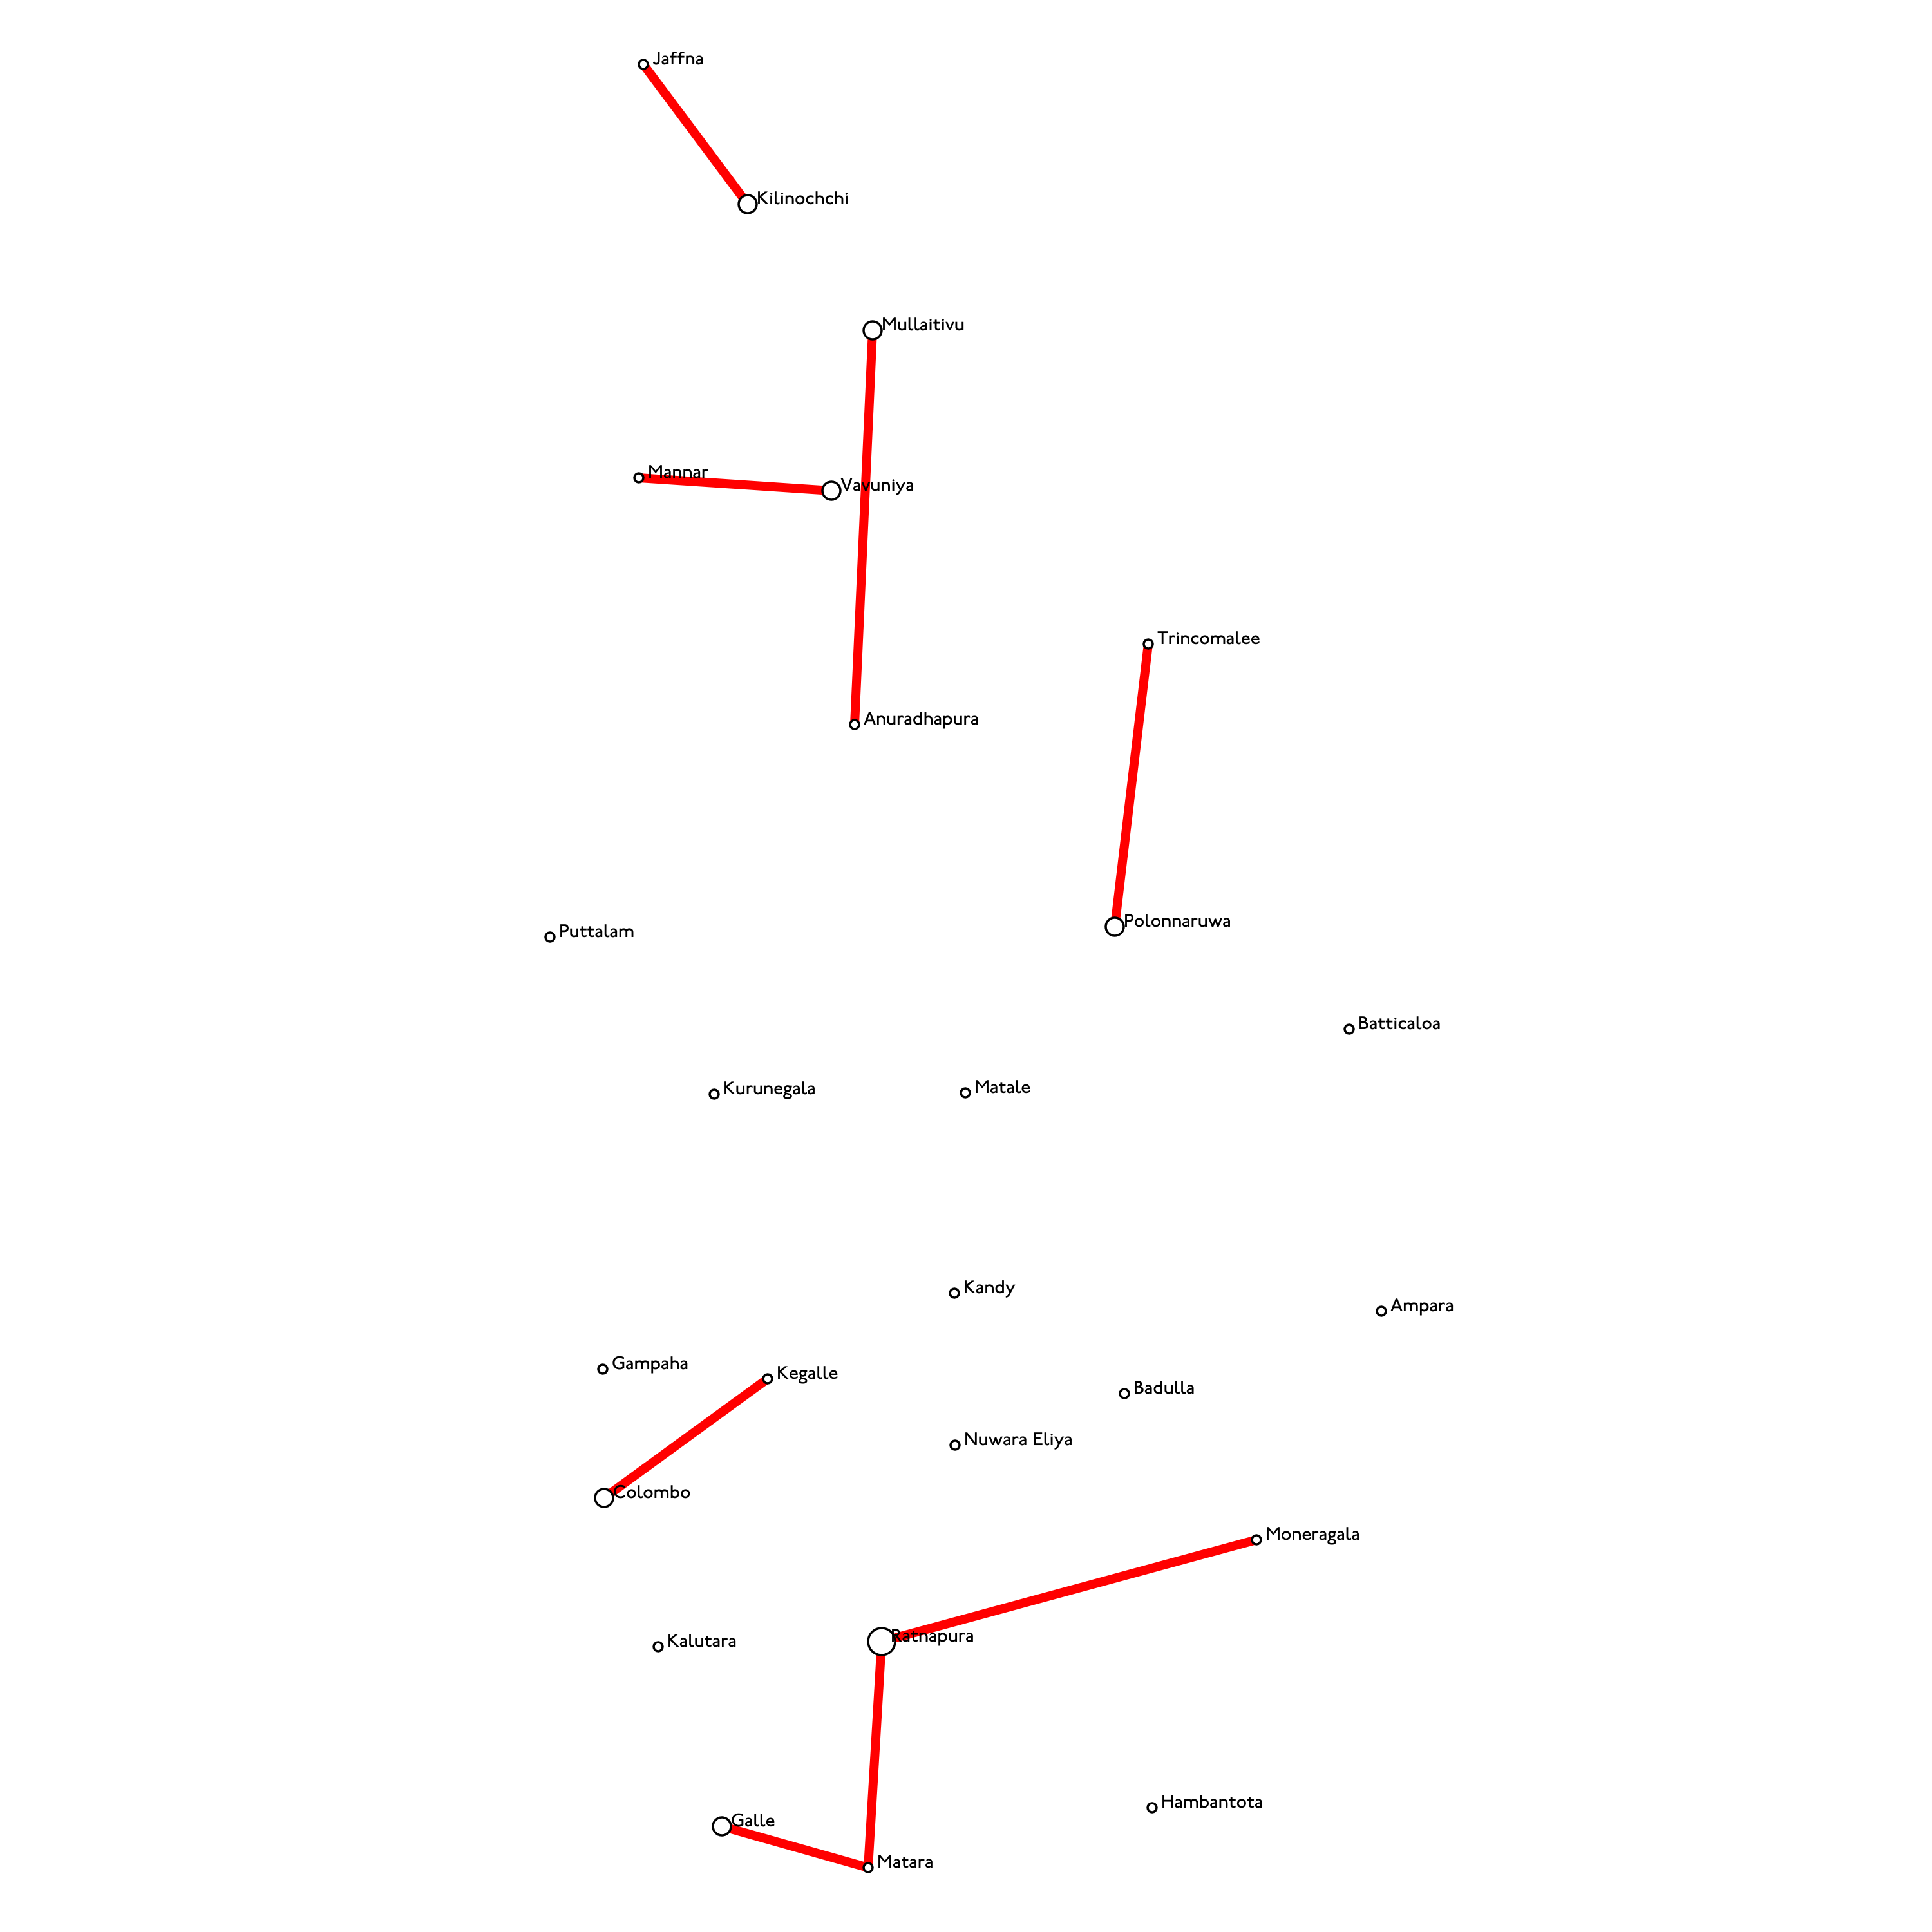 Jaffna
Kilinochchi
Mullaitivu
Mannar
Vavuniya
Trincomalee
Anuradhapura
Polonnaruwa
Puttalam
Batticaloa
Kurunegala
Matale
Kandy
Ampara
Gampaha
Kegalle
Badulla
Nuwara Eliya
Colombo
Moneragala
Ratnapura
Kalutara
Hambantota
Galle
Matara